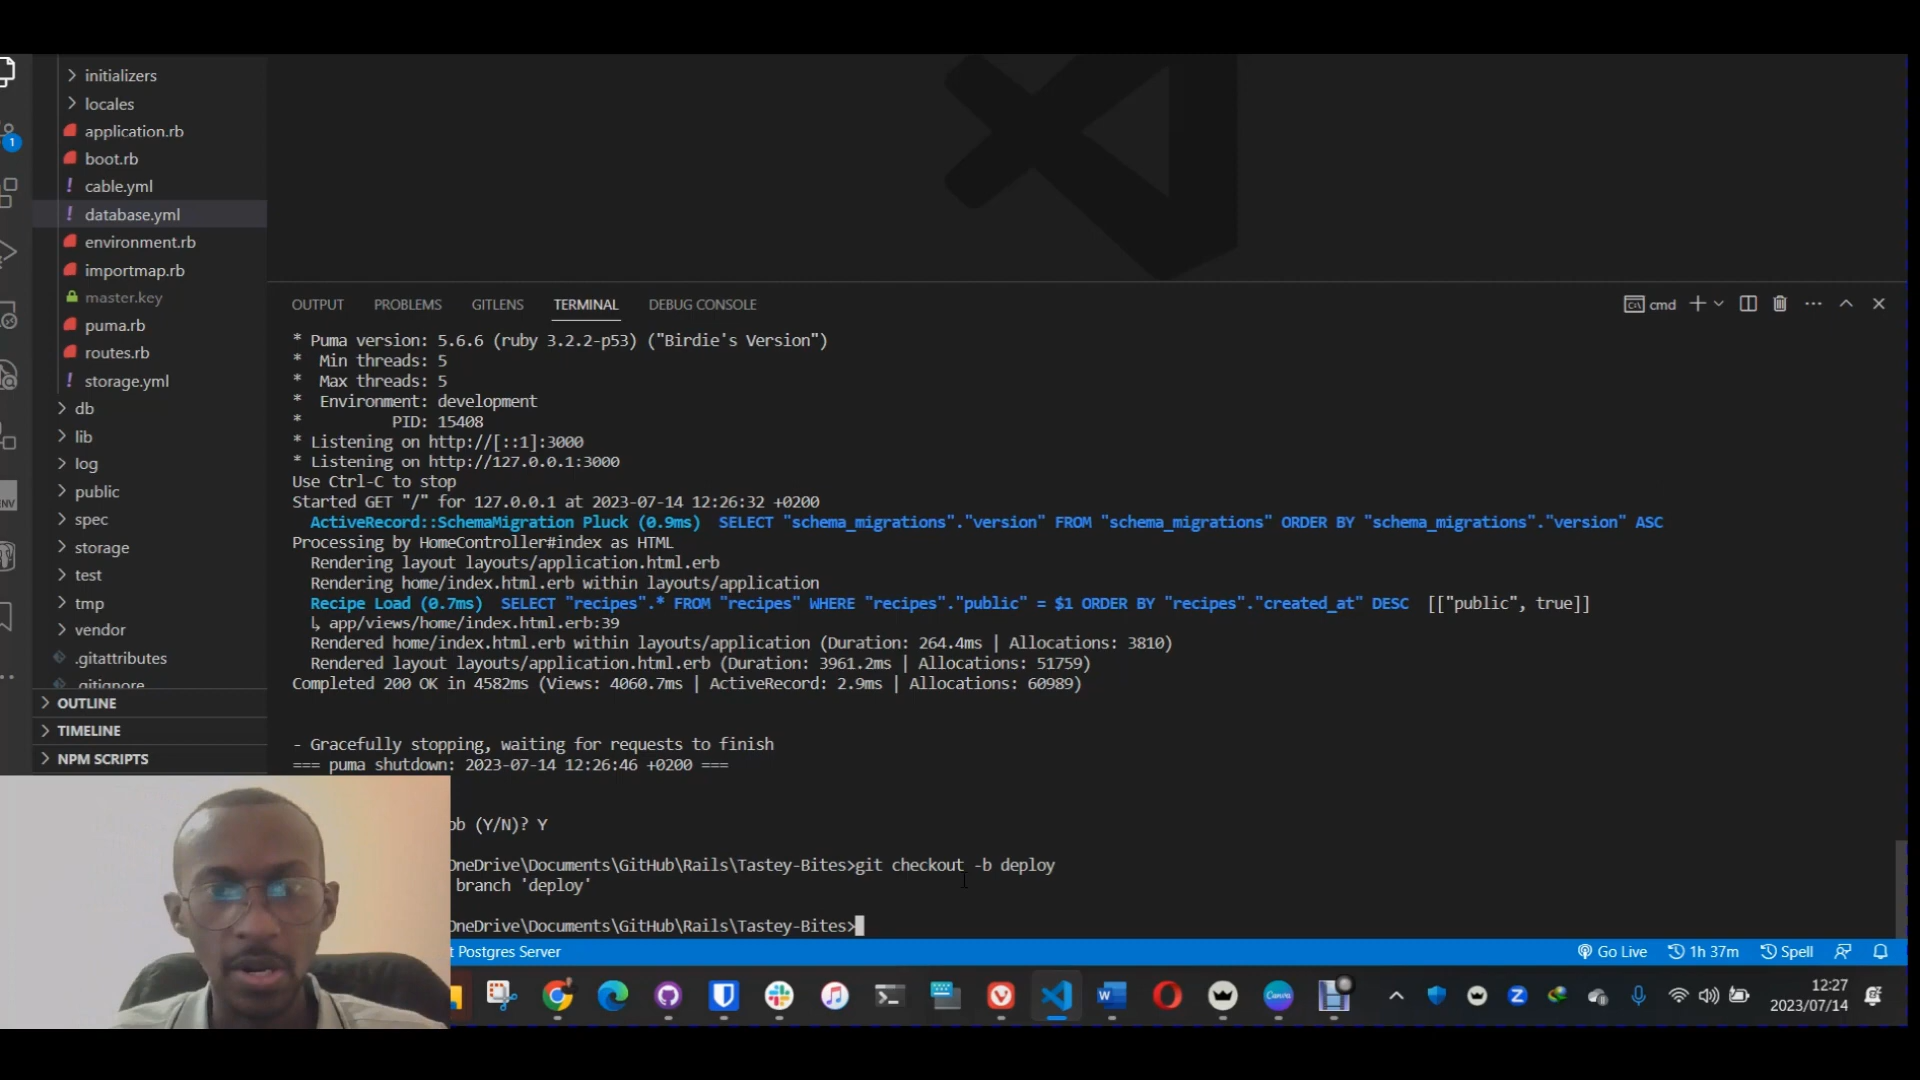 initializers
locales
application.rb
boot.rb
1
cable.yml
database.yml
environment.rb
importmap.rb
master.key
puma.rb
routes.rb
storage.yml
db
lib
log
public
spec
storage
test
tmp
vendor
.gitattributes
.gitignore
OUTLINE
TIMELINE
NPM SCRIPTS
OUTPUT PROBLEMS GITLENS TERMINAL DEBUG CONSOLE
cmd
* Puma version: 5.6.6 (ruby 3.2.2-p53) ("Birdie's Version")
* Min threads: 5
* Max threads: 5
* Environment: development
* PID: 15408
* Listening on http://[::1]:3000
* Listening on http://127.0.0.1:3000
Use Ctrl-C to stop
Started GET "/" for 127.0.0.1 at 2023-07-14 12:26:32 +0200
ActiveRecord::SchemaMigration Pluck (0.9ms) SELECT "schema_migrations"."version" FROM "schema_migrations" ORDER BY "schema_migrations"."version" ASC
Processing by HomeController#index as HTML
Rendering layout layouts/application.html.erb
Rendering home/index.html.erb within layouts/application
Recipe Load (0.7ms) SELECT "recipes".* FROM "recipes" WHERE "recipes"."public" = $1 ORDER BY "recipes"."created_at" DESC [["public", true]]
↳ app/views/home/index.html.erb:39
Rendered home/index.html.erb within layouts/application (Duration: 264.4ms | Allocations: 3810)
Rendered layout layouts/application.html.erb (Duration: 3961.2ms | Allocations: 51759)
Completed 200 OK in 4582ms (Views: 4060.7ms | ActiveRecord: 2.9ms | Allocations: 60989)
- Gracefully stopping, waiting for requests to finish
=== puma shutdown: 2023-07-14 12:26:46 +0200 ===
ob (Y/N)? Y
OneDrive\Documents\GitHub\Rails\Tastey-Bites>git checkout -b deploy
branch 'deploy'
OneDrive\Documents\GitHub\Rails\Tastey-Bites>
t Postgres Server
Go Live 1h 37m Spell
12:27
2023/07/14